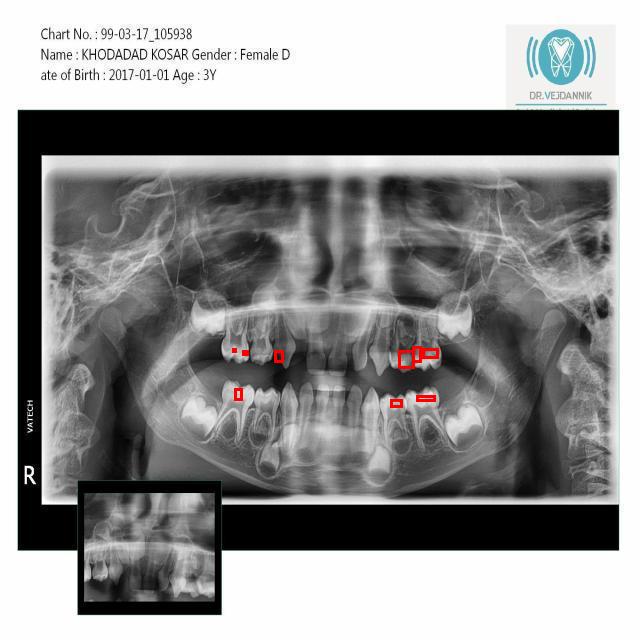 Chart No. : 99-03-17_105938
Name : KHODADAD KOSAR Gender : Female D
ate of Birth : 2017-01-01 Age : 3Y
DR.VEJDANNIK
VATECH
R